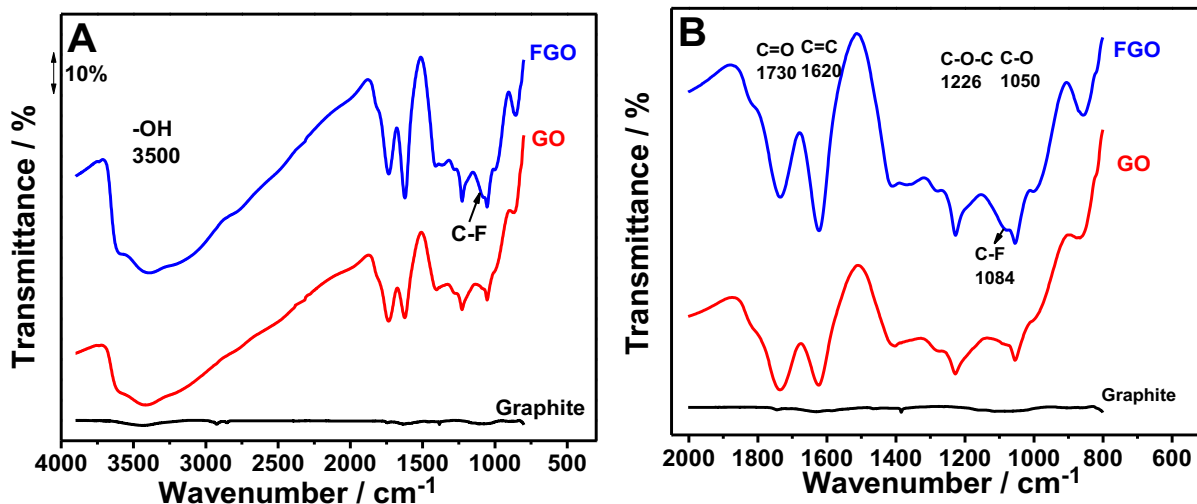 A
10%
FGO
-OH
3500
GO
C-F
Graphite
Transmittance / %
4000 3500 3000 2500 2000 1500 1000 500
Wavenumber / cm-1
B
C=O C=C
1730 1620
C-O-C C-O
1226 1050
FGO
GO
C-F
1084
Graphite
Transmittance / %
2000 1800 1600 1400 1200 1000 800 600
Wavenumber / cm-1